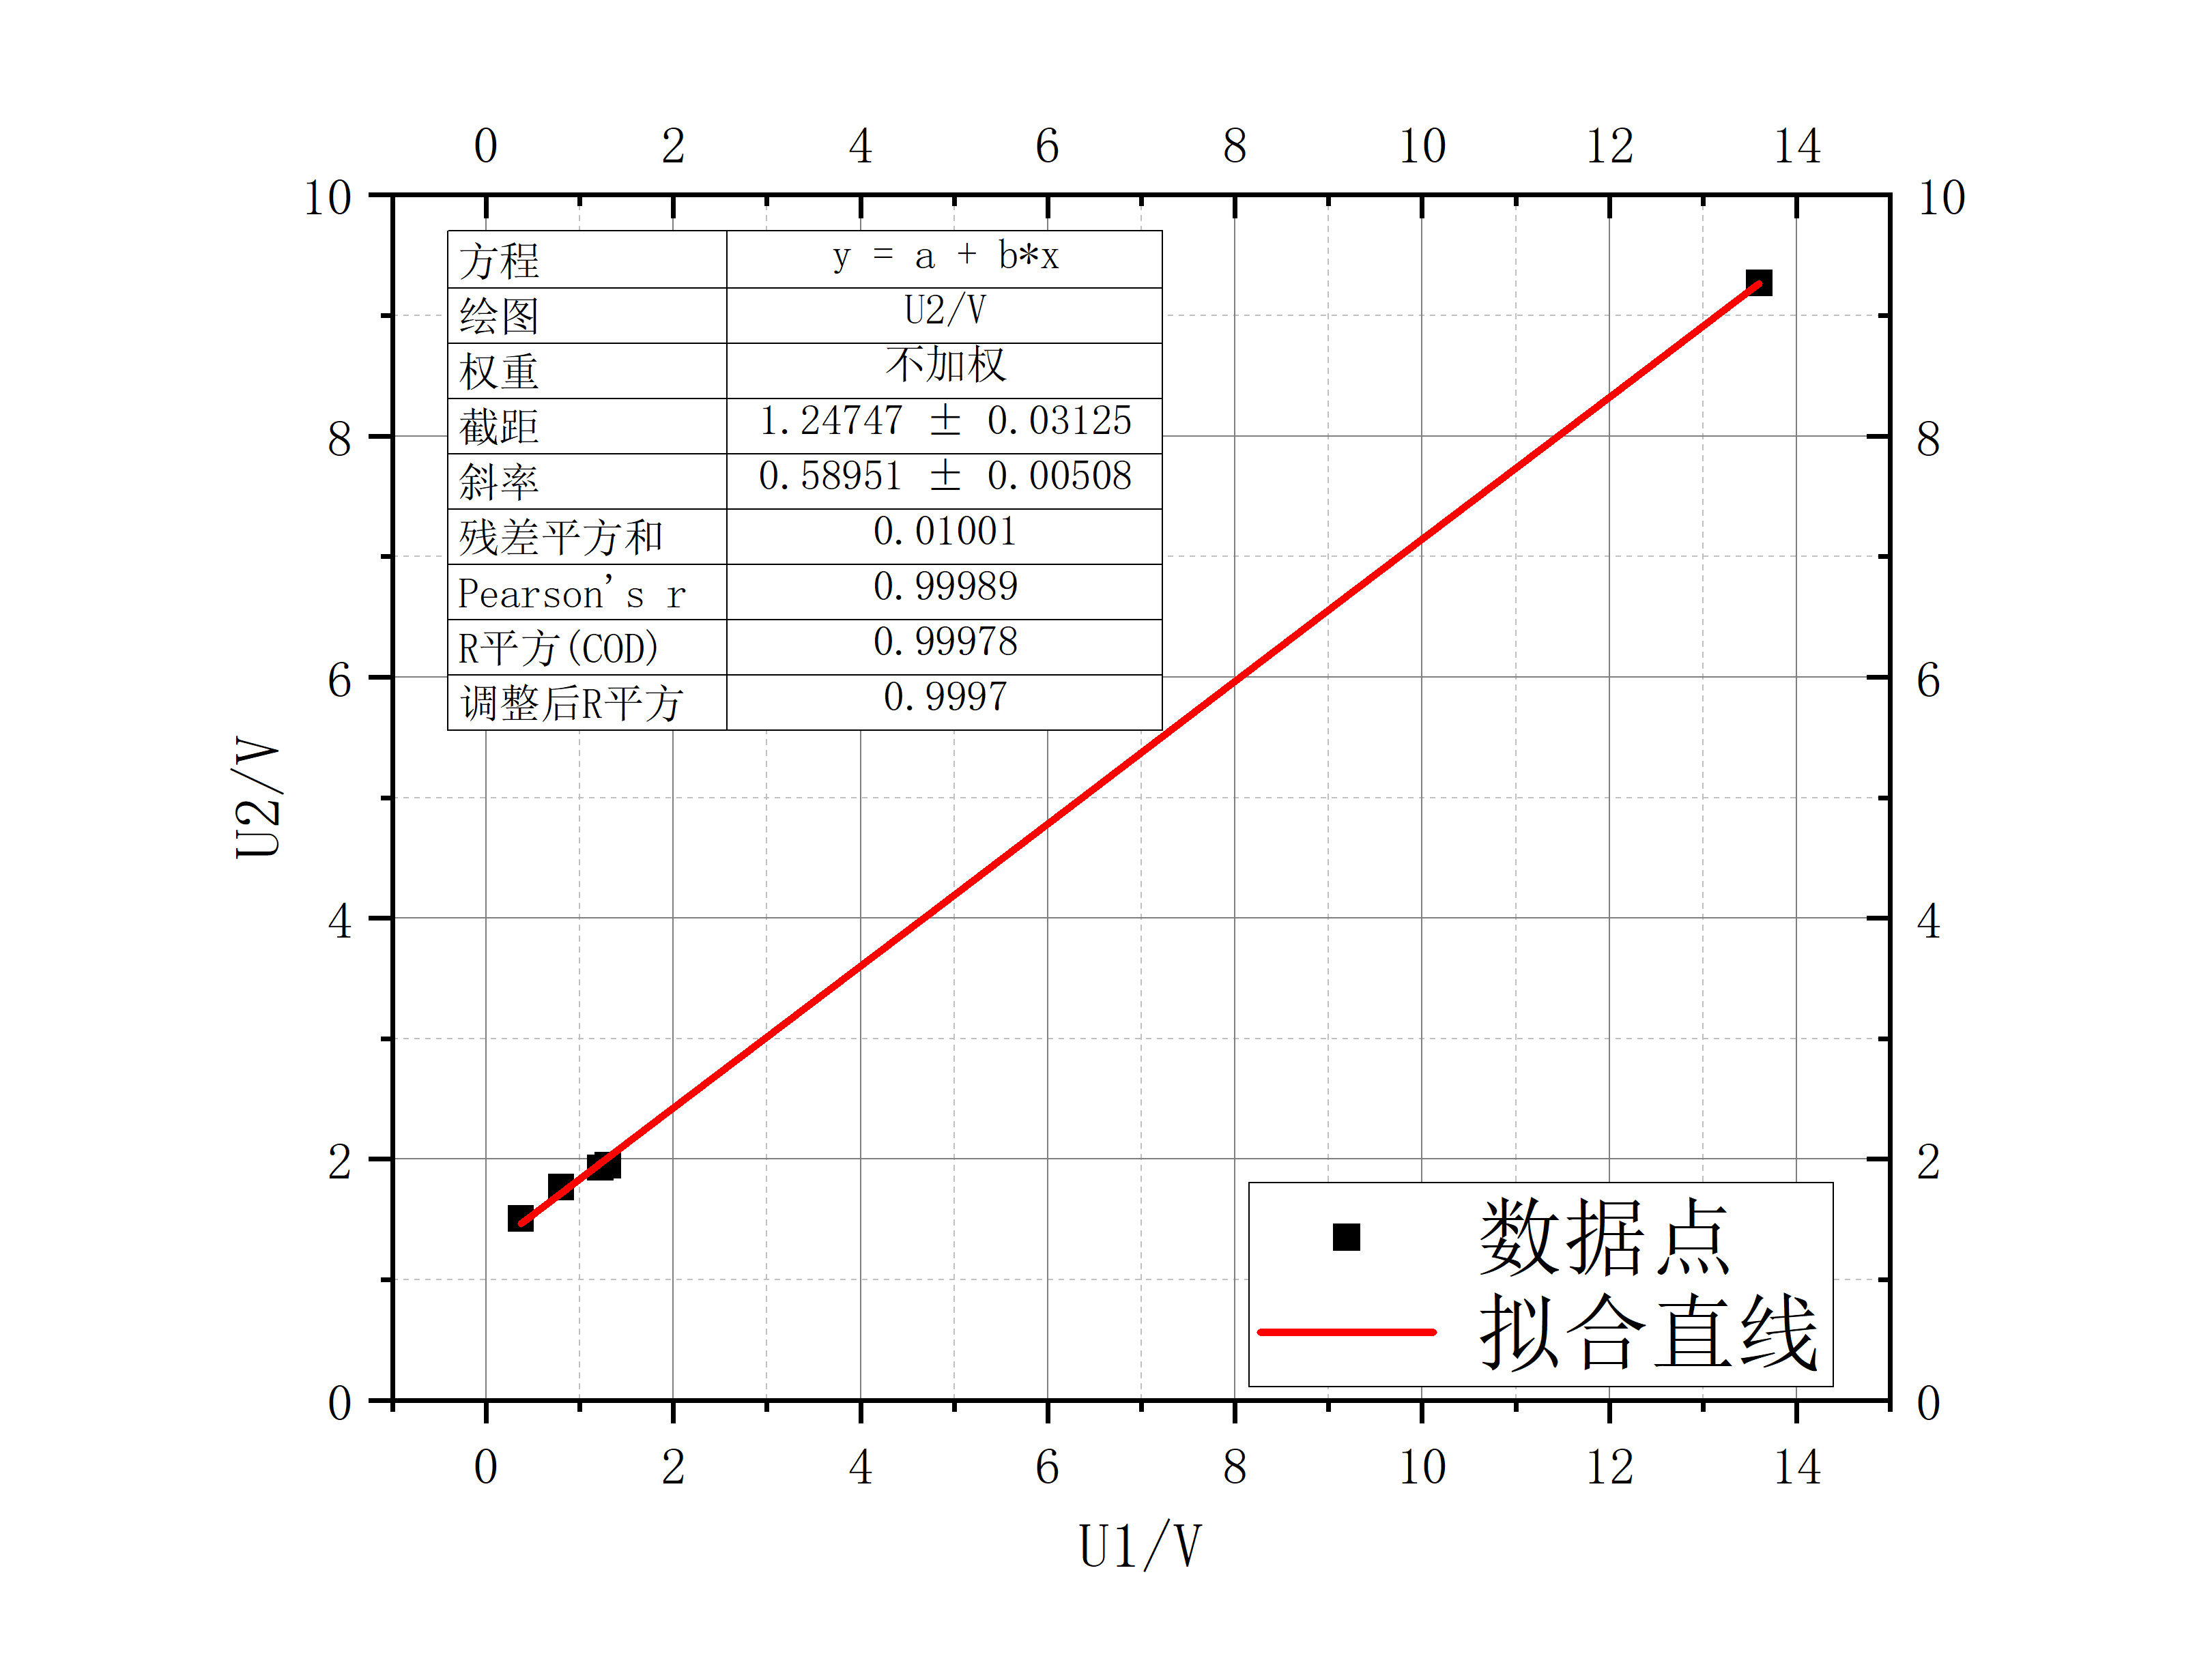 0 2 4 6 8 10 12 14
10 10
方程 y = a + b*x
绘图 U2/V
权重 不加权
截距 1.24747 ± 0.03125
斜率 0.58951 ± 0.00508
残差平方和 0.01001
Pearson's r 0.99989
R平方(COD) 0.99978
调整后R平方 0.9997
8 8
6 6
U2/V
4 4
2 2
数据点
拟合直线
0 0
0 2 4 6 8 10 12 14
U1/V